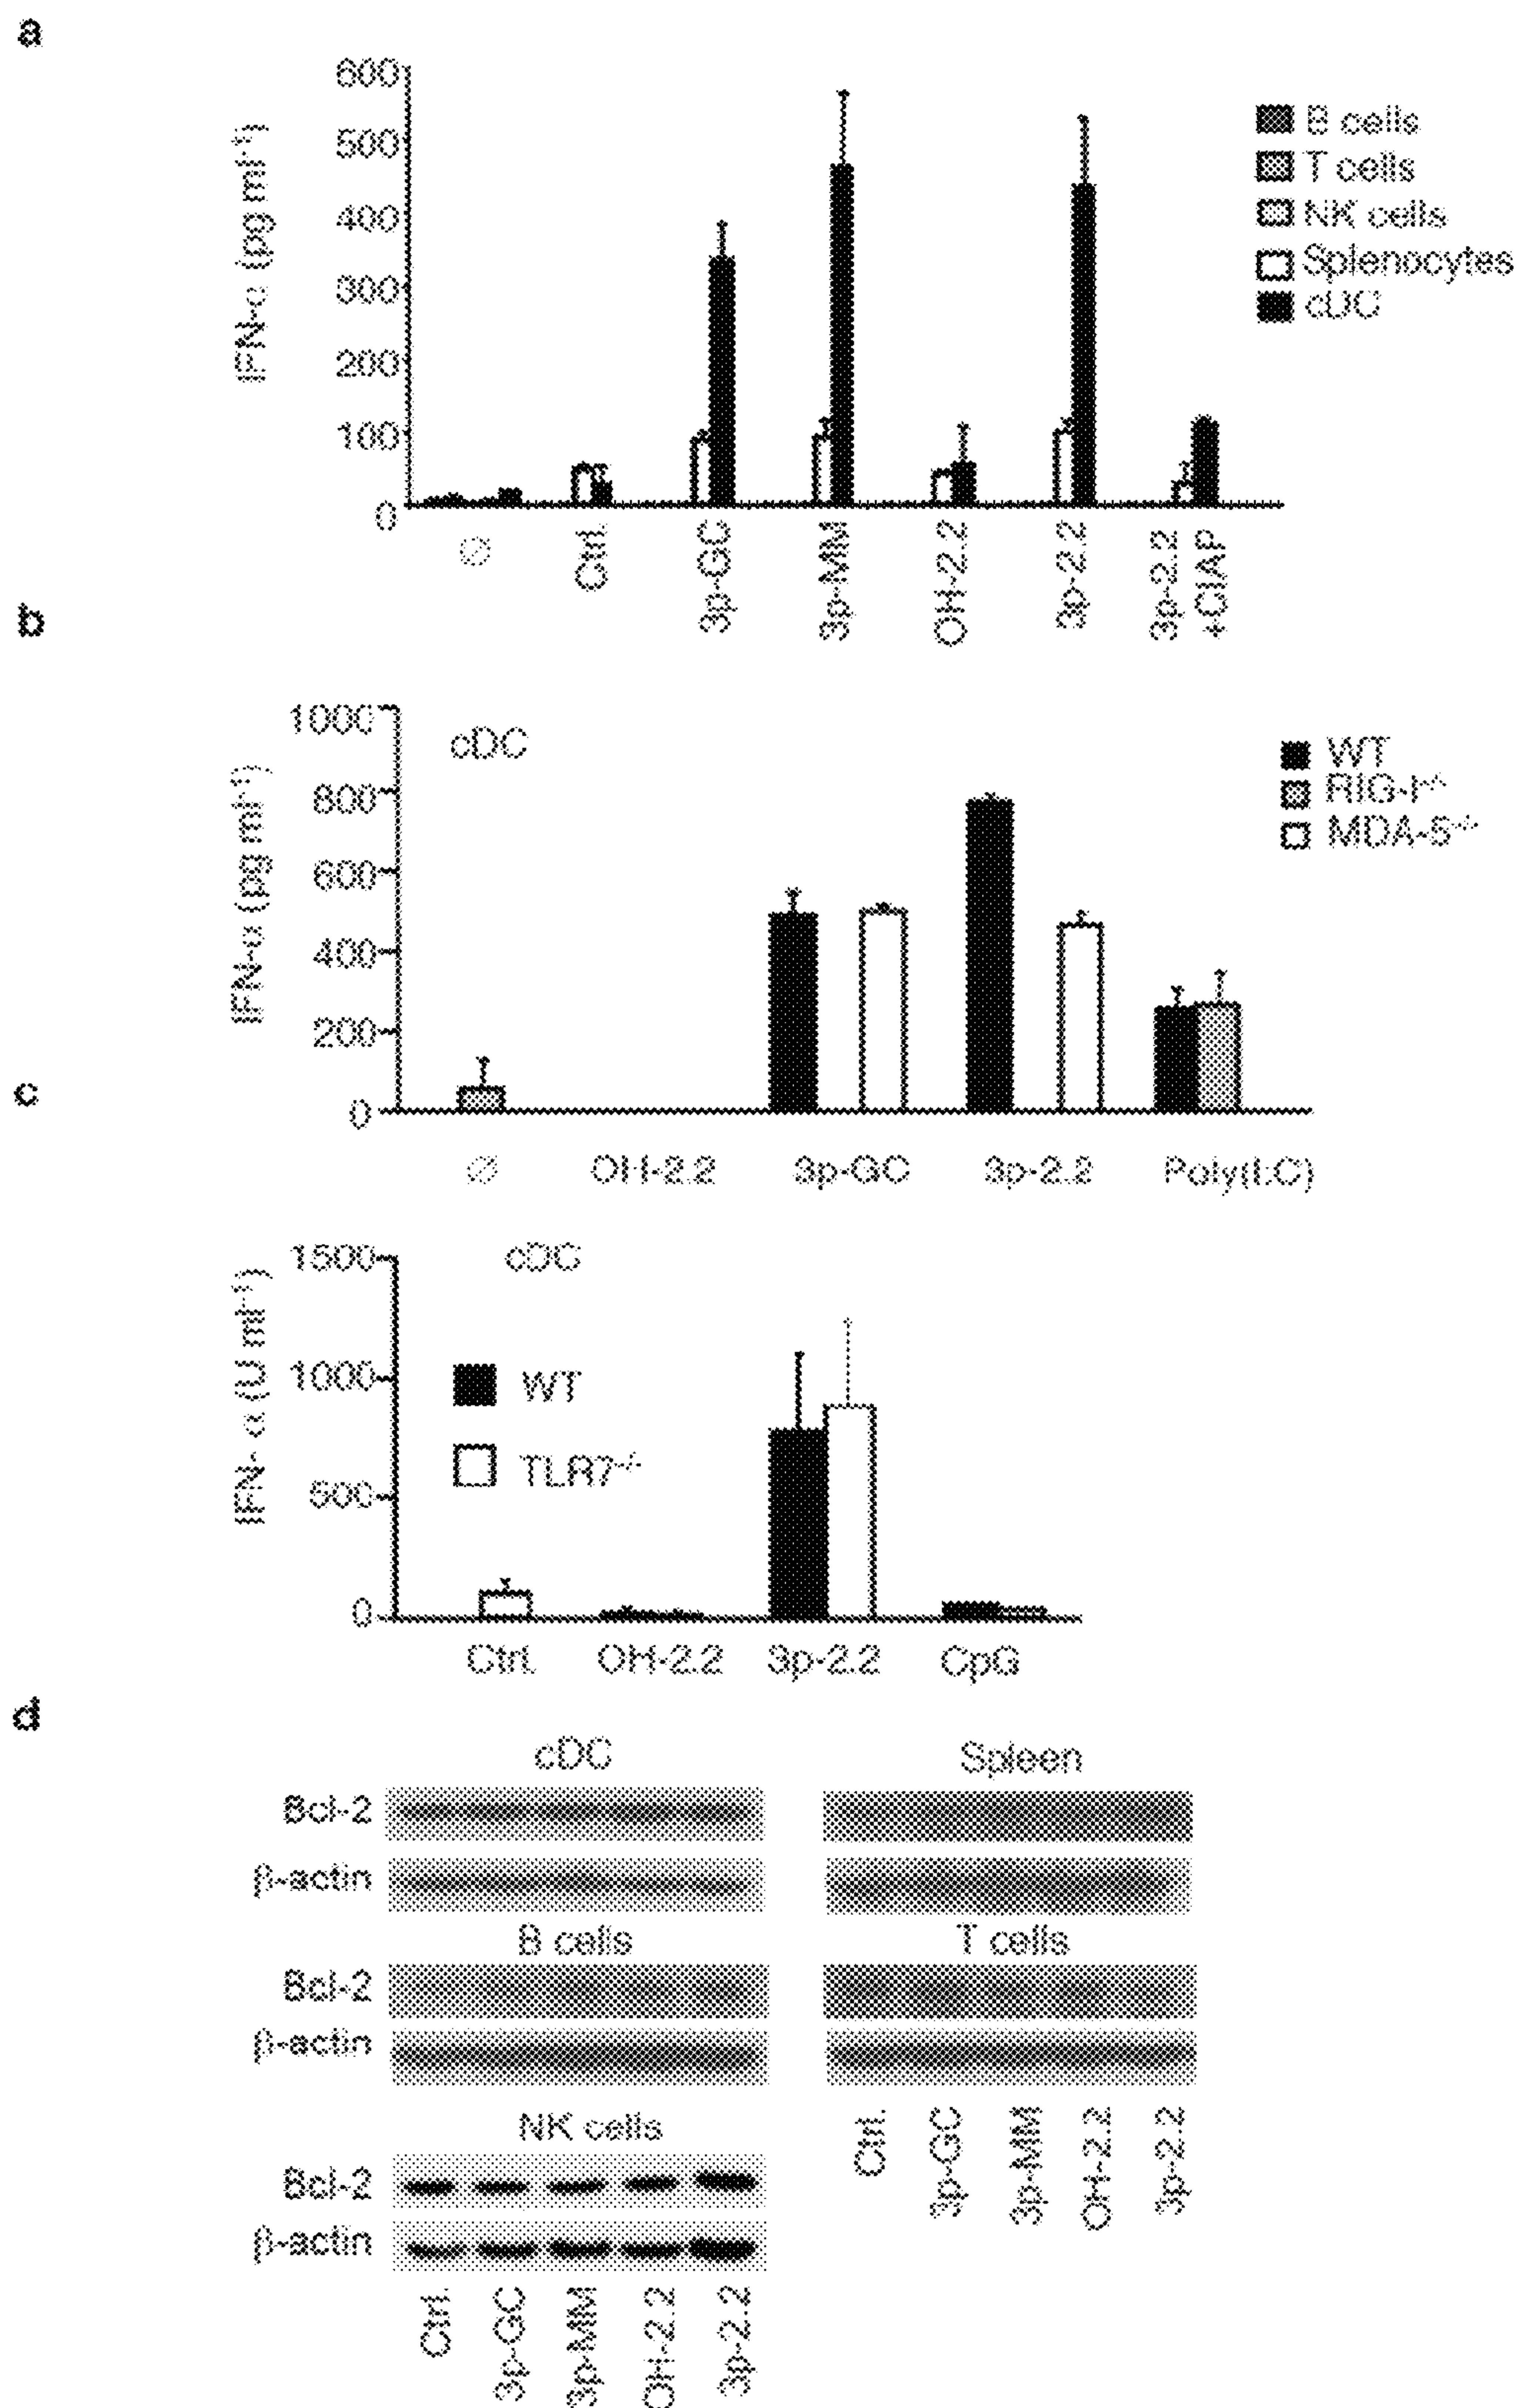 a
IFN-α (pg ml⁻¹)
600
500
400
300
200
100
0
∅
Ctrl.
3p-GC
3p-MM
OH-2.2
3p-2.2
3p-2.2
+CIAP
B cells
T cells
NK cells
Splenocytes
cDC
b
IFN-α (pg ml⁻¹)
1000
800
600
400
200
0
cDC
WT
RIG-I⁻/⁻
MDA-5⁻/⁻
∅ OH-2.2 3p-GC 3p-2.2 Poly(I:C)
c
IFN-α (U ml⁻¹)
1500
1000
500
0
cDC
WT
TLR7⁻/⁻
Ctrl. OH-2.2 3p-2.2 CpG
d
cDC
Bcl-2
β-actin
Spleen
B cells
Bcl-2
β-actin
T cells
Ctrl.
3p-GC
3p-MM
OH-2.2
3p-2.2
NK cells
Bcl-2
β-actin
Ctrl.
3p-GC
3p-MM
OH-2.2
3p-2.2